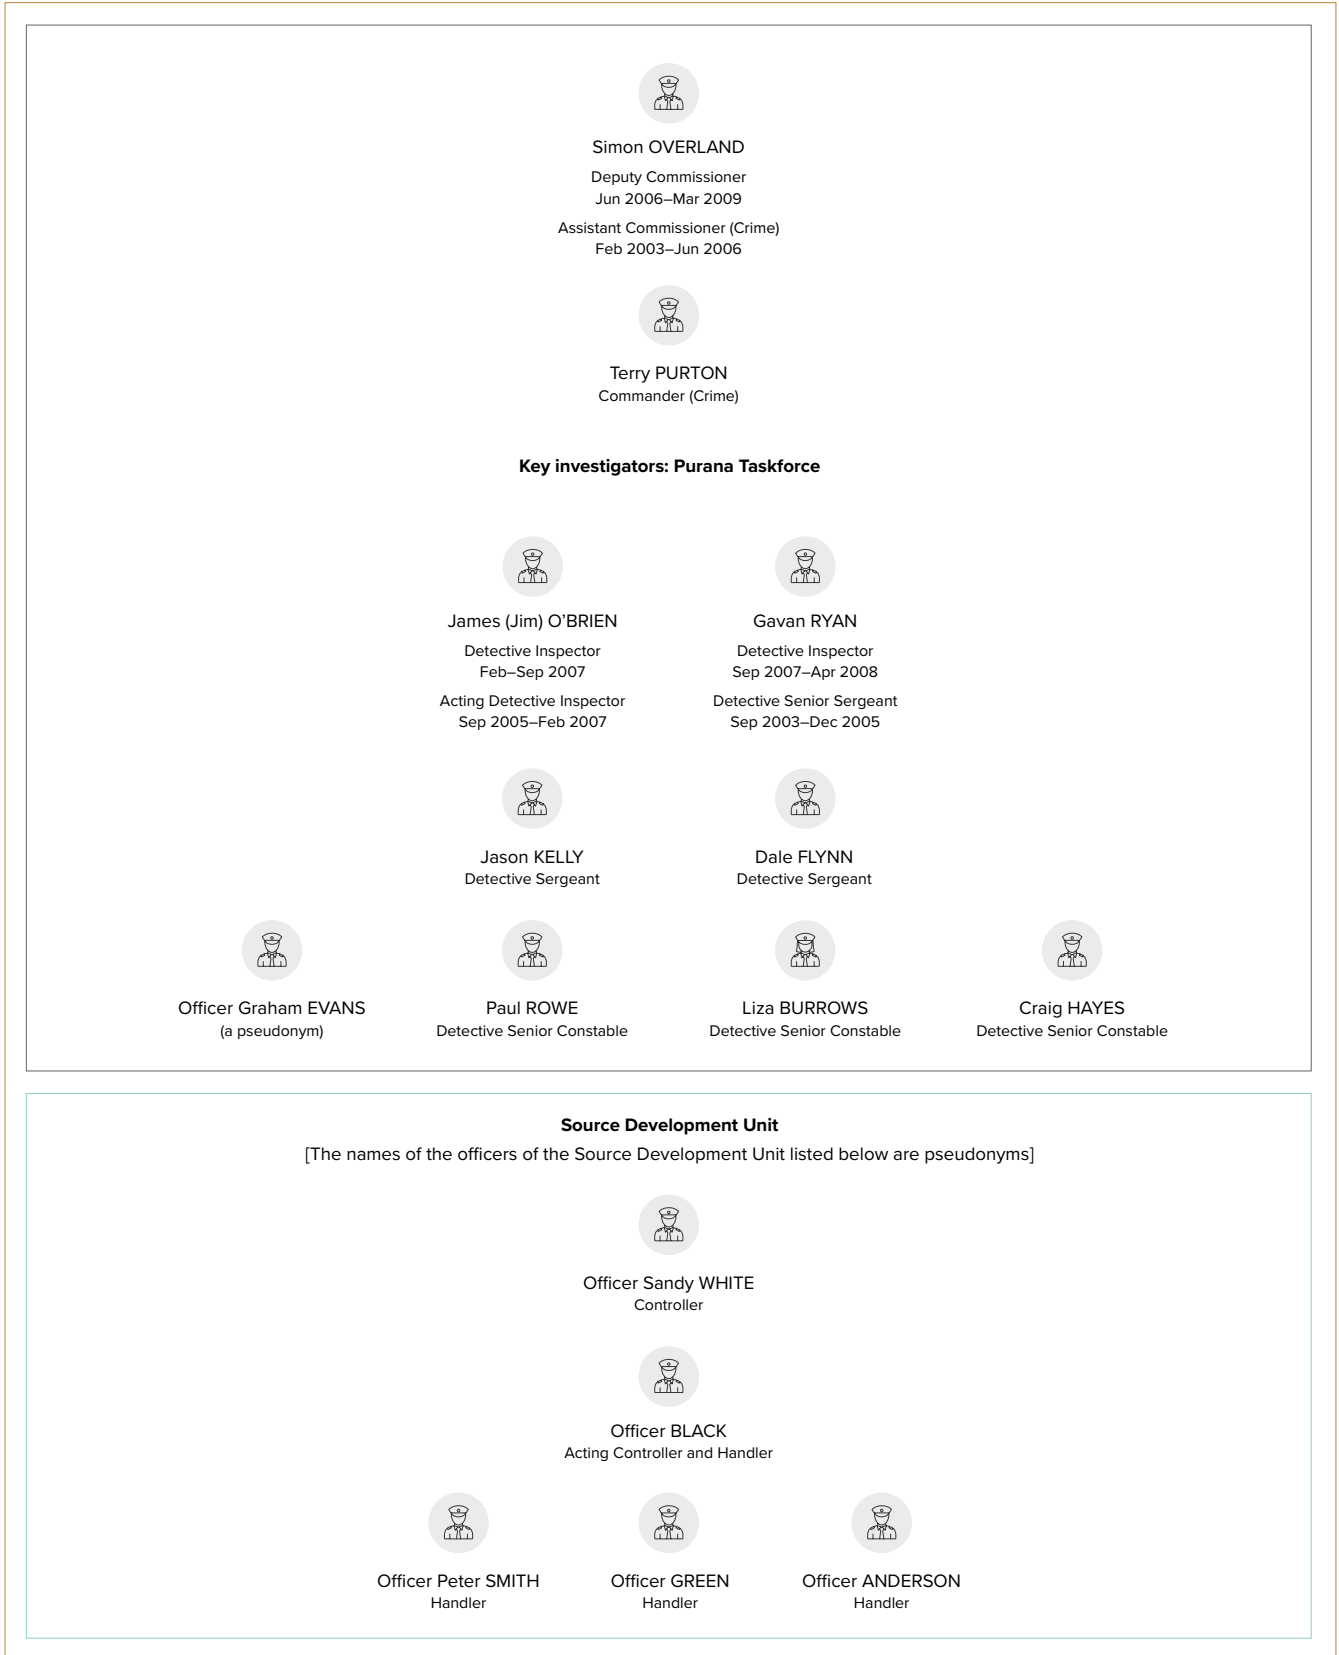 Simon OVERLAND
Deputy Commissioner
Jun 2006–Mar 2009
Assistant Commissioner (Crime)
Feb 2003–Jun 2006
Terry PURTON
Commander (Crime)
Key investigators: Purana Taskforce
James (Jim) O’BRIEN
Detective Inspector
Feb–Sep 2007
Acting Detective Inspector
Sep 2005–Feb 2007
Gavan RYAN
Detective Inspector
Sep 2007–Apr 2008
Detective Senior Sergeant
Sep 2003–Dec 2005
Jason KELLY
Detective Sergeant
Dale FLYNN
Detective Sergeant
Officer Graham EVANS
(a pseudonym)
Paul ROWE
Detective Senior Constable
Liza BURROWS
Detective Senior Constable
Craig HAYES
Detective Senior Constable
Source Development Unit
[The names of the officers of the Source Development Unit listed below are pseudonyms]
Officer Sandy WHITE
Controller
Officer BLACK
Acting Controller and Handler
Officer Peter SMITH
Handler
Officer GREEN
Handler
Officer ANDERSON
Handler